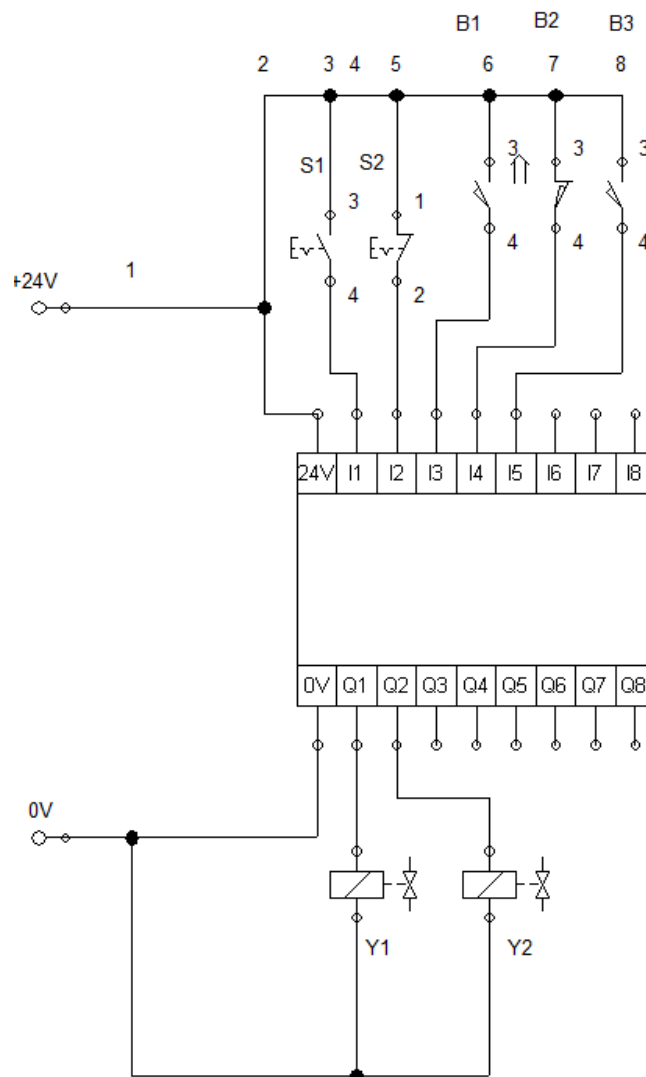 B1 B2 B3
2 3 4 5 6 7 8
S1 S2 3 3 3
3 1
4 4 4
1
+24V
4 2
24V I1 I2 I3 I4 I5 I6 I7 I8
0V Q1 Q2 Q3 Q4 Q5 Q6 Q7 Q8
0V
Y1 Y2